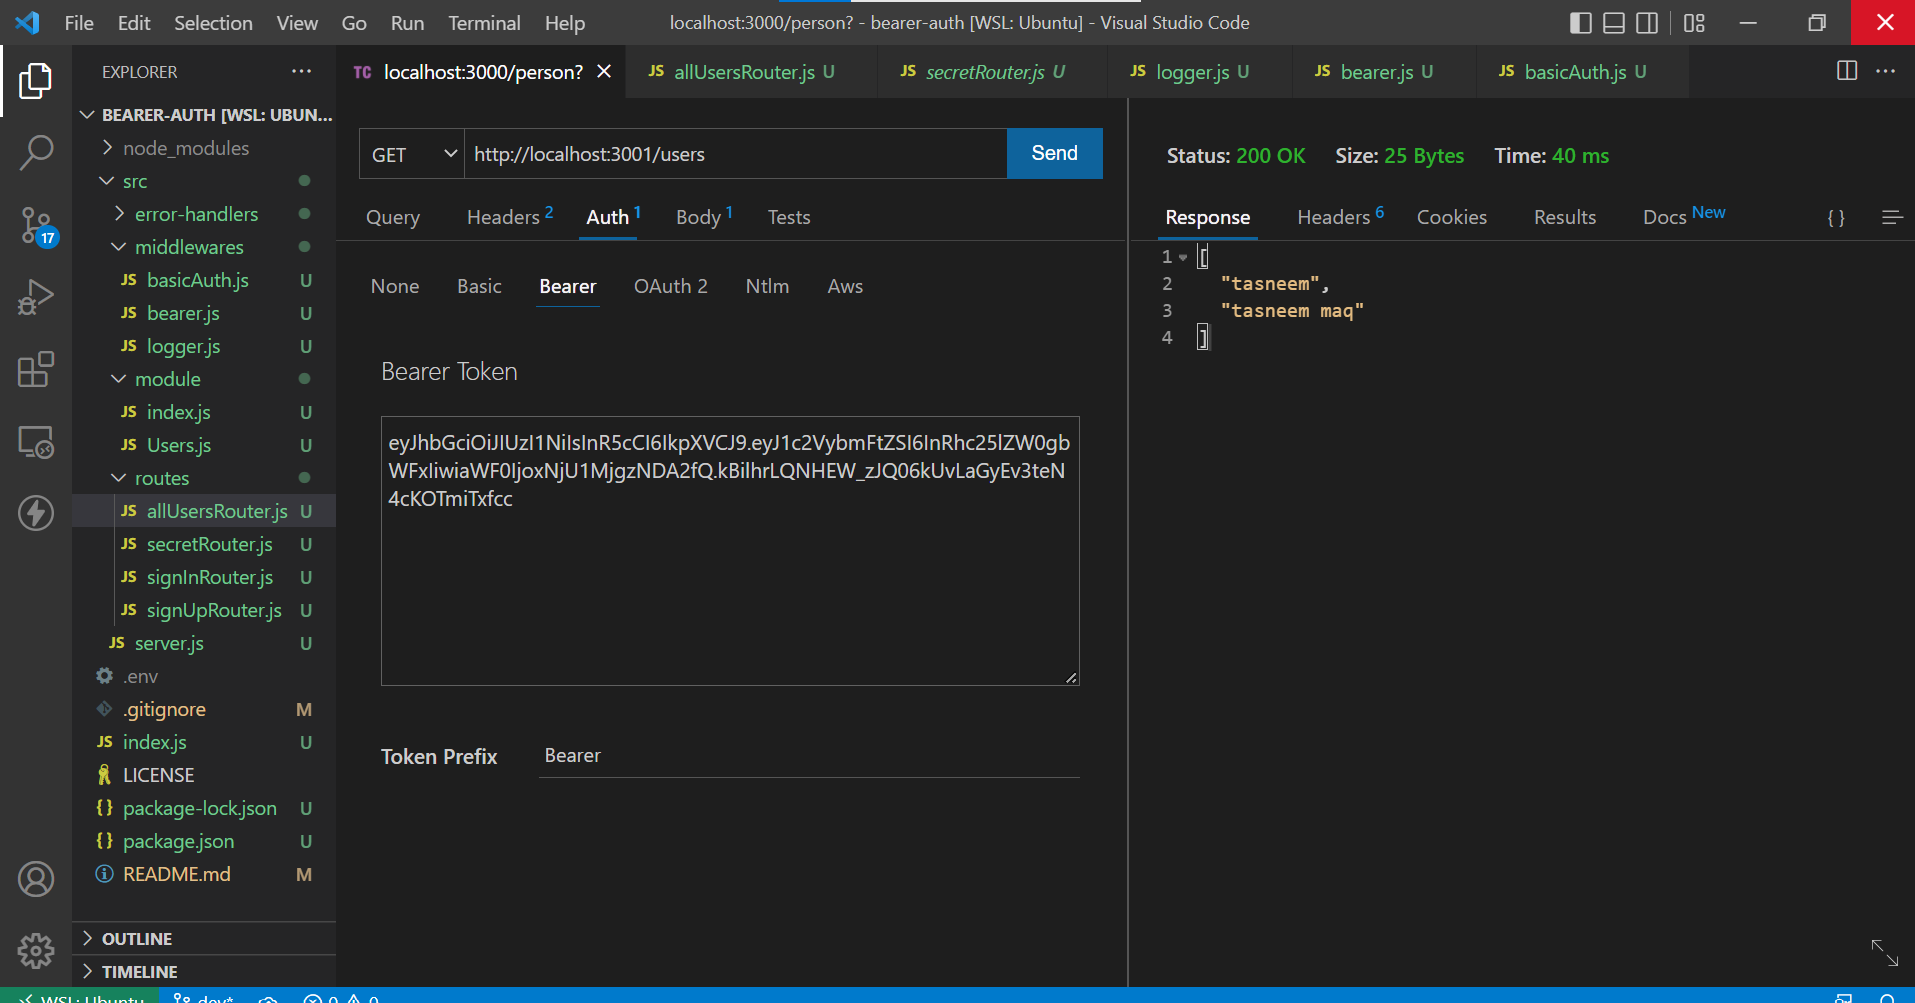 File Edit Selection View Go Run Terminal Help
localhost:3000/person? - bearer-auth [WSL: Ubuntu] - Visual Studio Code
EXPLORER
TC localhost:3000/person?
JS allUsersRouter.js U
JS secretRouter.js U
JS logger.js U
JS bearer.js U
JS basicAuth.js U
BEARER-AUTH [WSL: UBUN...
node_modules
src
error-handlers
middlewares
JS basicAuth.js U
JS bearer.js U
JS logger.js U
module
JS index.js U
JS Users.js U
routes
JS allUsersRouter.js U
JS secretRouter.js U
JS signInRouter.js U
JS signUpRouter.js U
JS server.js U
.env
.gitignore M
JS index.js U
LICENSE
{} package-lock.json U
{} package.json U
README.md M
OUTLINE
TIMELINE
17
GET http://localhost:3001/users Send
Query Headers 2 Auth 1 Body 1 Tests
None Basic Bearer OAuth 2 Ntlm Aws
Bearer Token
eyJhbGciOiJIUzI1NiIsInR5cCI6IkpXVCJ9.eyJ1c2VybmFtZSI6InRhc25lZW0gb
WFxIiwiaWF0IjoxNjU1MjgzNDA2fQ.kBilhrLQNHEW_zJQ06kUvLaGyEv3teN
4cKOTmiTxfcc
Token Prefix Bearer
Status: 200 OK Size: 25 Bytes Time: 40 ms
Response Headers 6 Cookies Results Docs New {}
1 [
2 "tasneem",
3 "tasneem maq"
4 ]
WSL: Ubuntu dev* 0 0